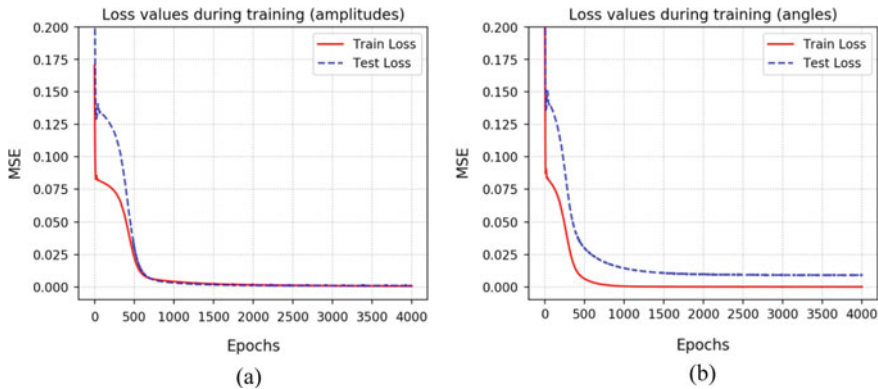 Loss values during training (amplitudes)
0.200
0.175
0.150
0.125
0.100
0.075
0.050
0.025
0.000
MSE
Train Loss
Test Loss
0 500 1000 1500 2000 2500 3000 3500 4000
Epochs
(a)
Loss values during training (angles)
0.200
0.175
0.150
0.125
0.100
0.075
0.050
0.025
0.000
MSE
Train Loss
Test Loss
0 500 1000 1500 2000 2500 3000 3500 4000
Epochs
(b)